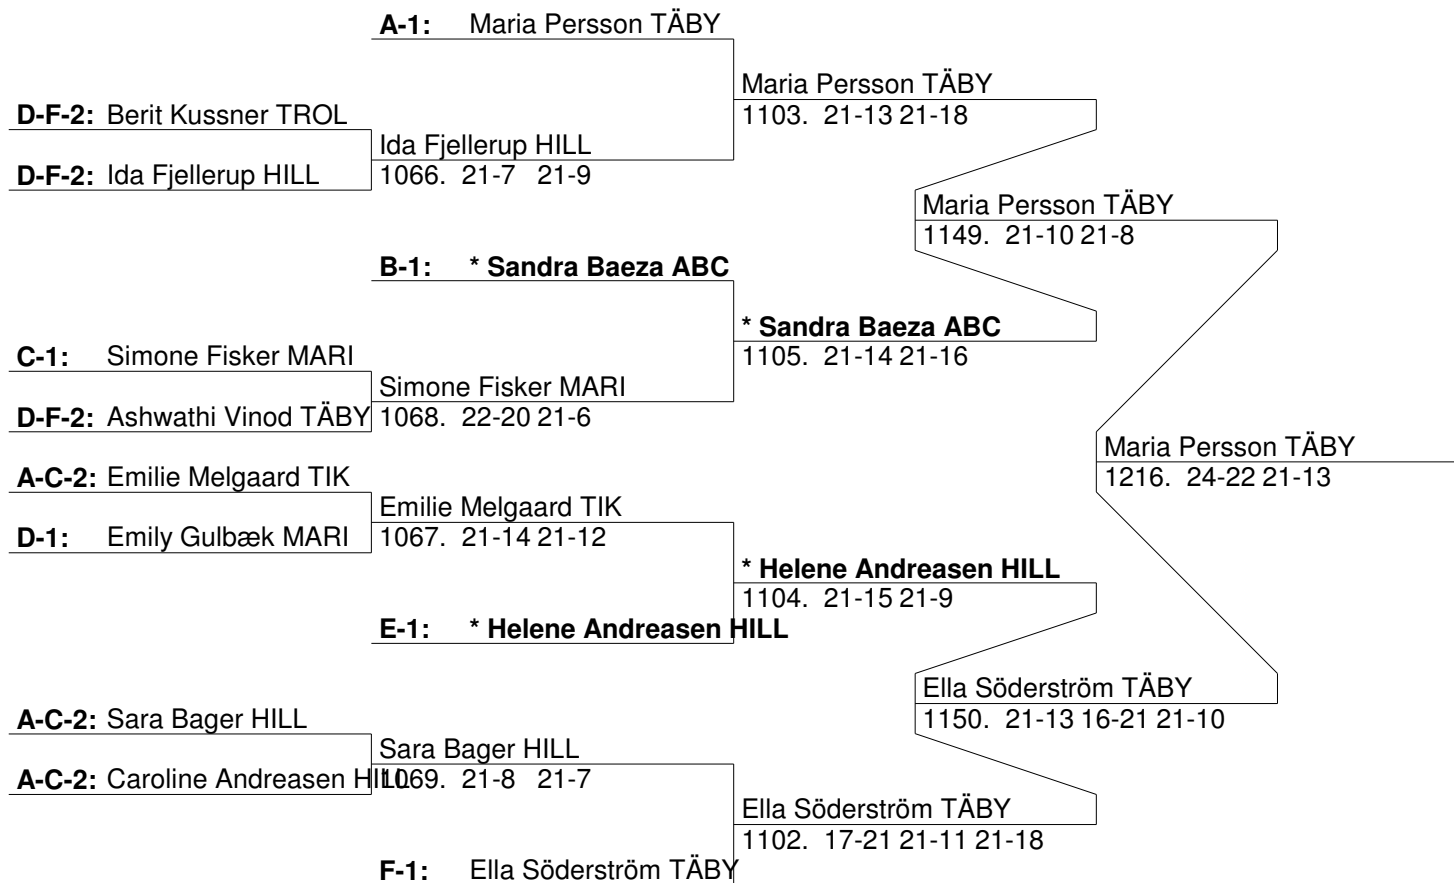 A-1: Maria Persson TÄBY
Maria Persson TÄBY
D-F-2: Berit Kussner TROL
1103. 21-13 21-18
Ida Fjellerup HILL
D-F-2: Ida Fjellerup HILL
1066. 21-7 21-9
Maria Persson TÄBY
1149. 21-10 21-8
B-1: * Sandra Baeza ABC
* Sandra Baeza ABC
C-1: Simone Fisker MARI
1105. 21-14 21-16
Simone Fisker MARI
D-F-2: Ashwathi Vinod TÄBY
1068. 22-20 21-6
Maria Persson TÄBY
A-C-2: Emilie Melgaard TIK
1216. 24-22 21-13
Emilie Melgaard TIK
D-1: Emily Gulbæk MARI
1067. 21-14 21-12
* Helene Andreasen HILL
1104. 21-15 21-9
E-1: * Helene Andreasen HILL
Ella Söderström TÄBY
A-C-2: Sara Bager HILL
1150. 21-13 16-21 21-10
Sara Bager HILL
A-C-2: Caroline Andreasen HILL
1069. 21-8 21-7
Ella Söderström TÄBY
1102. 17-21 21-11 21-18
F-1: Ella Söderström TÄBY